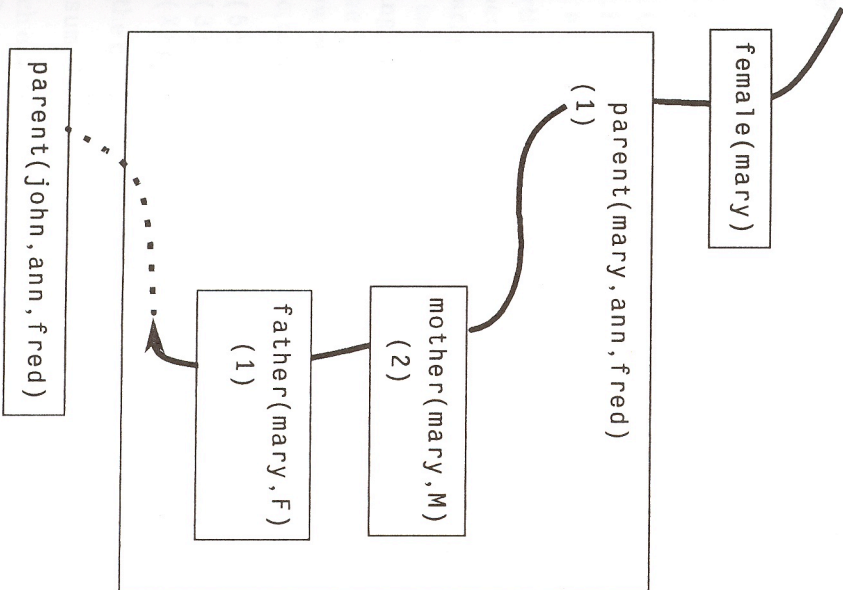 female(mary)
parent(mary,ann,fred)
(1)
mother(mary,M)
(2)
father(mary,F)
(1)
parent(john,ann,fred)